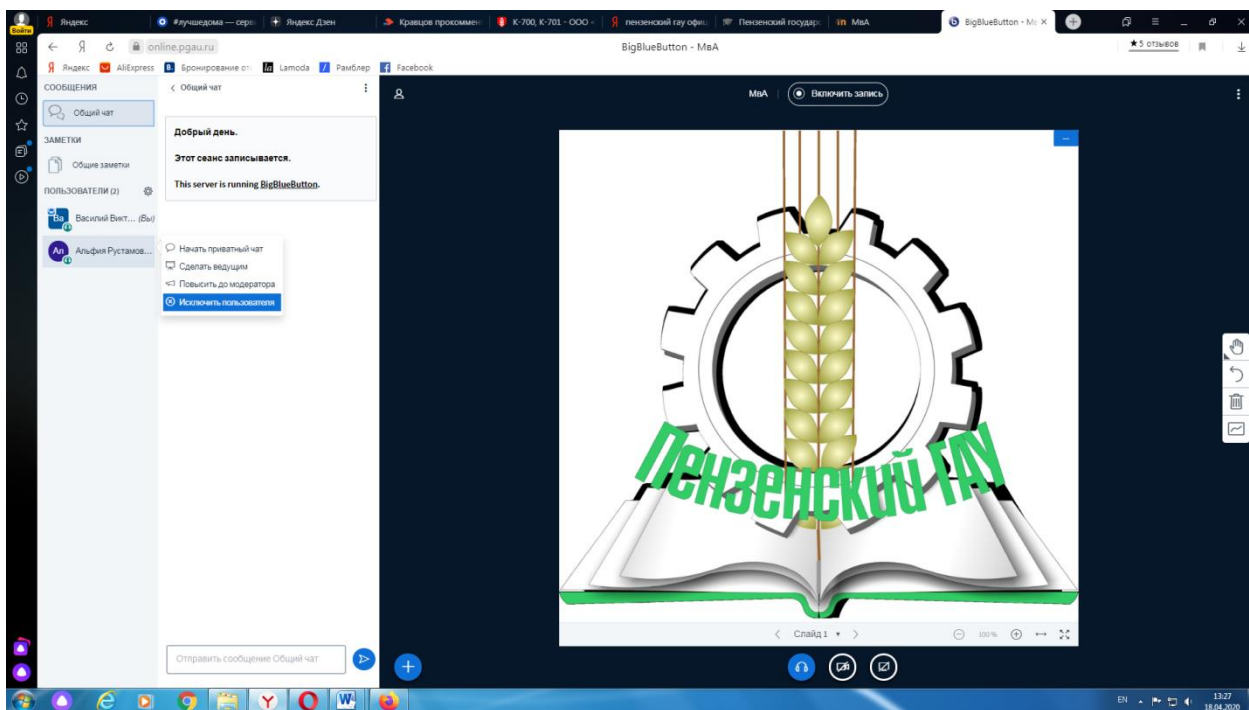 Войти
Яндекс
#лучшедома — серв
Яндекс Дзен
Кравцов прокоммен
К-700, К-701 - ООО
пензенский гау офиц
Пензенский государс
МвА
BigBlueButton - Мв
online.pgau.ru
BigBlueButton - МвА
★5 отзывов
Яндекс
AliExpress
Бронирование от
Lamoda
Рамблер
Facebook
СООБЩЕНИЯ
Общий чат
ЗАМЕТКИ
Общие заметки
ПОЛЬЗОВАТЕЛИ (2)
Ва
Василий Викт... (Вы)
Ал
Альфия Рустамов...
Общий чат
Добрый день.
Этот сеанс записывается.
This server is running BigBlueButton.
Начать приватный чат
Сделать ведущим
Повысить до модератора
Исключить пользователя
Отправить сообщение Общий чат
МвА
Включить запись
Пензенский ГАУ
Слайд 1
100%
EN
13:27
18.04.2020